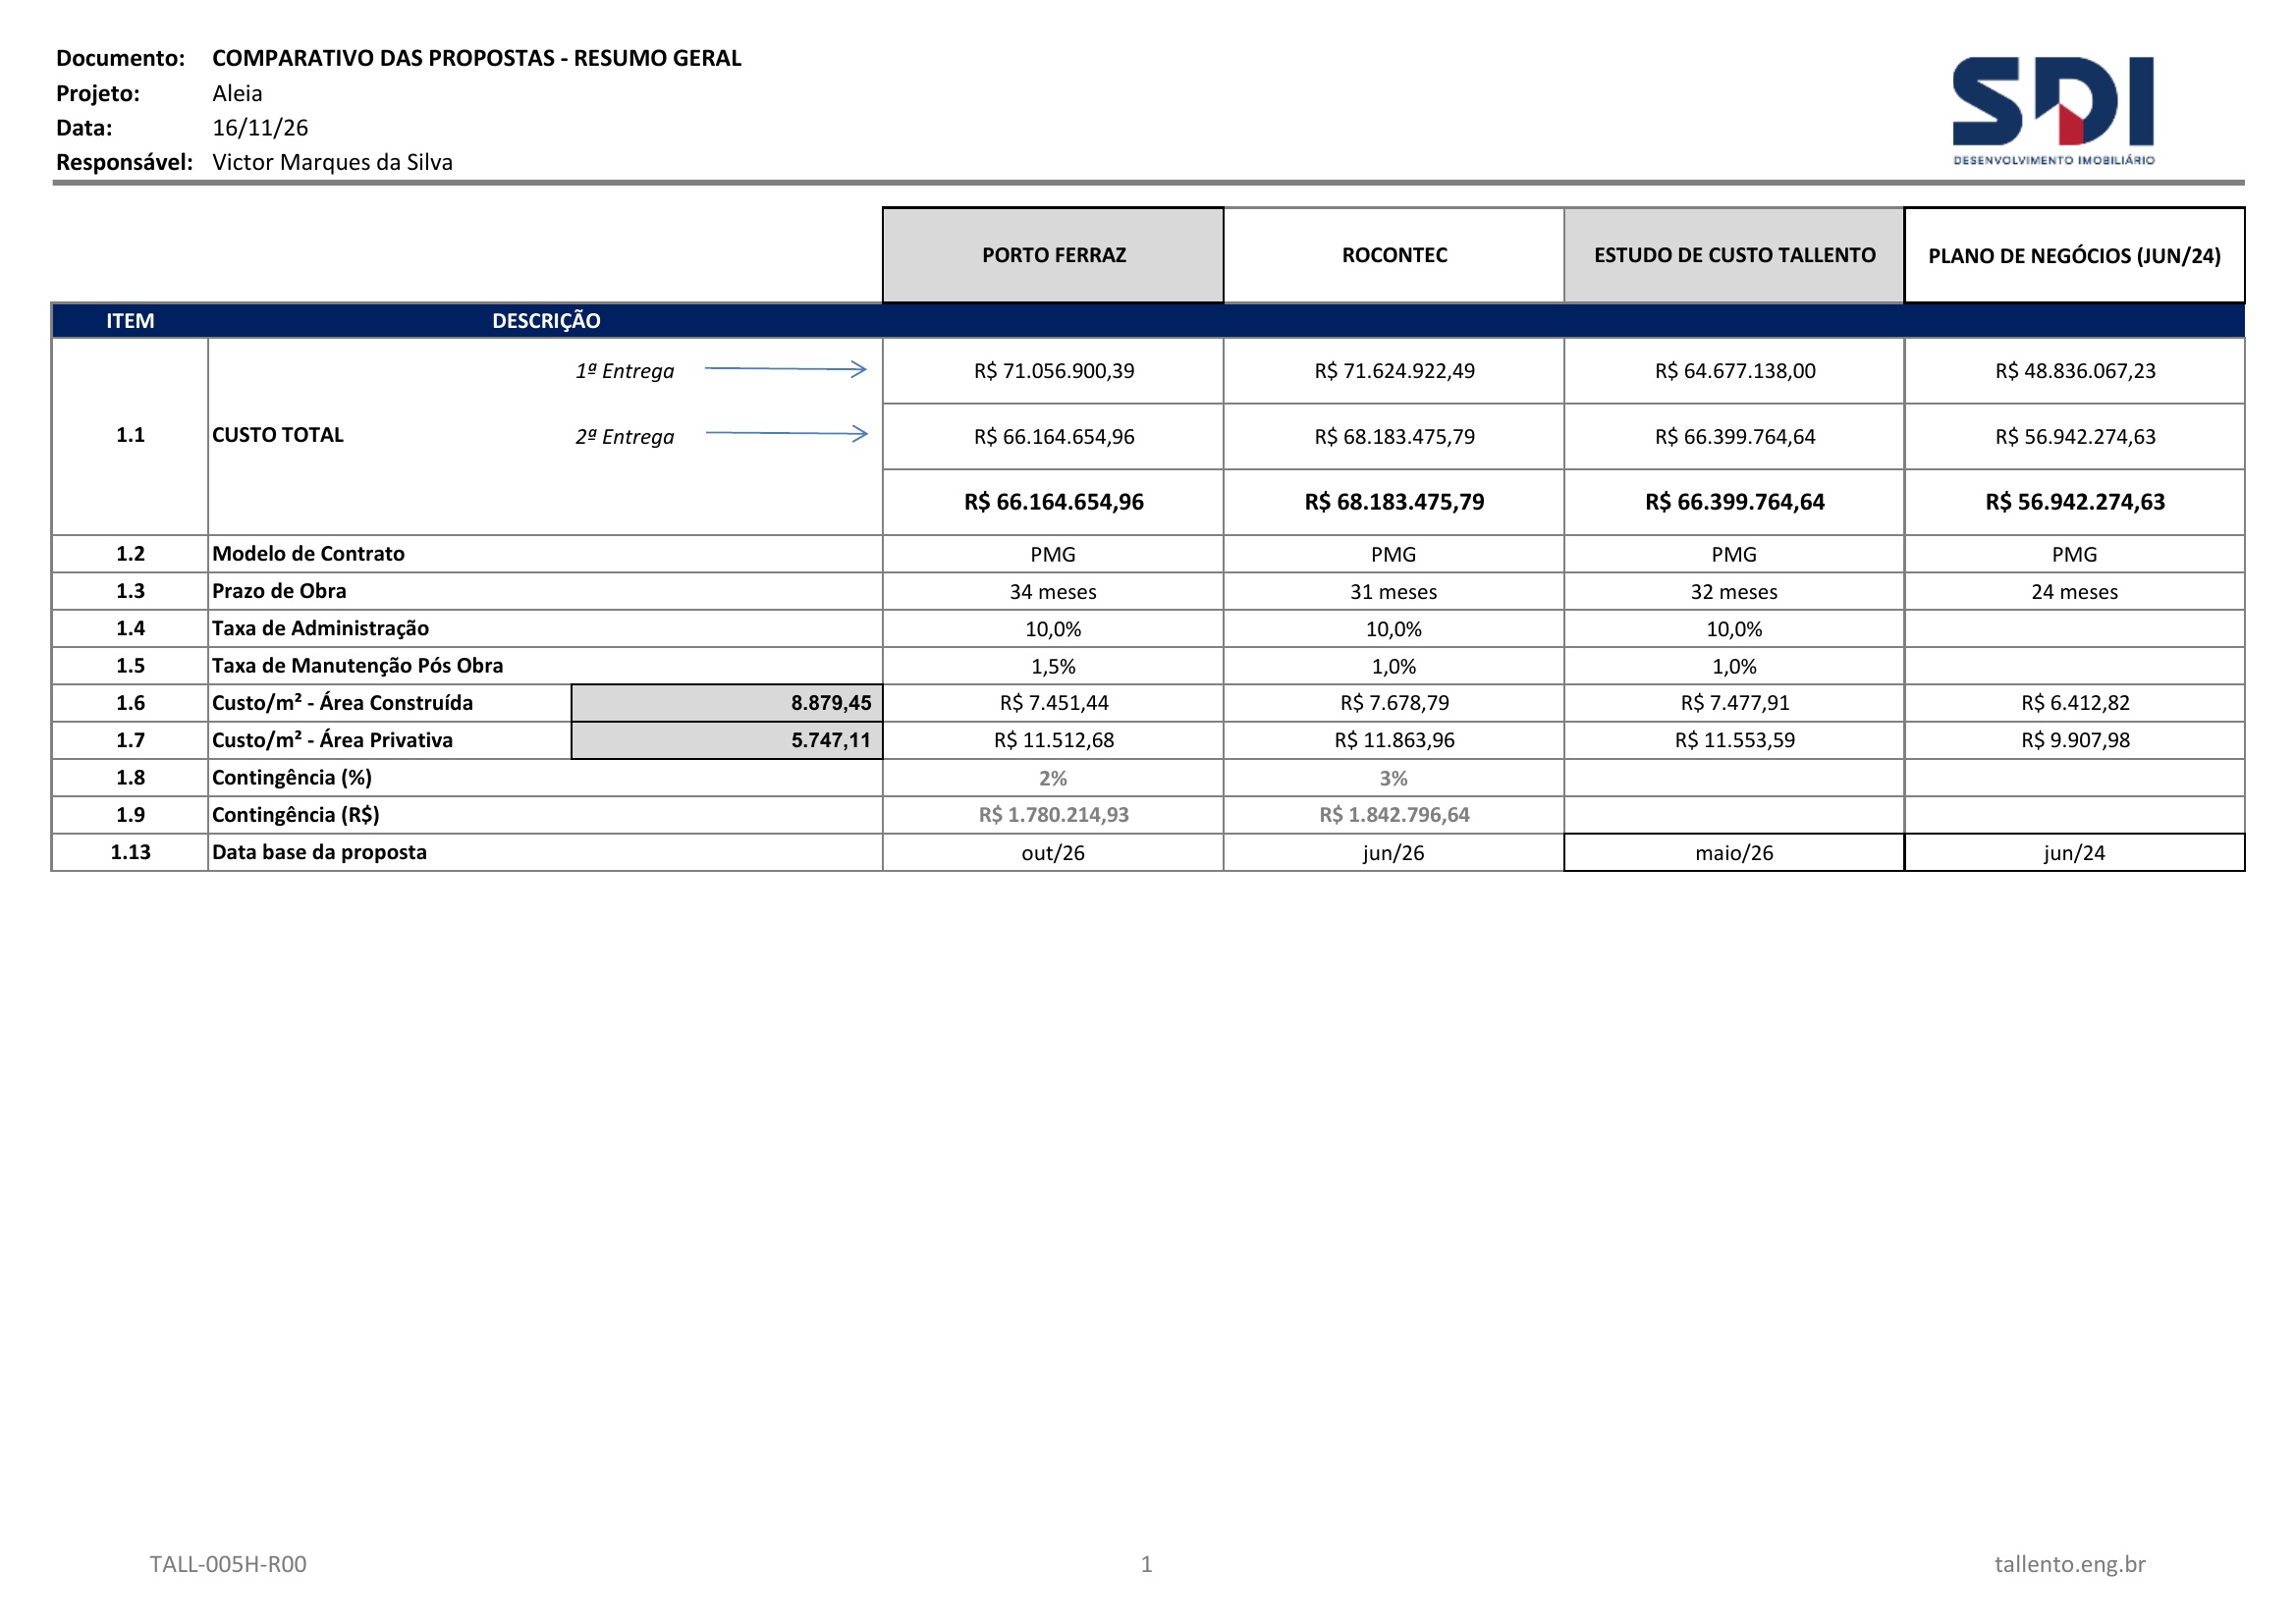 Documento: COMPARATIVO DAS PROPOSTAS - RESUMO GERAL
Projeto: Aleia
Data: 16/11/26
Responsável: Victor Marques da Silva
SDI
DESENVOLVIMENTO IMOBILIÁRIO
PORTO FERRAZ ROCONTEC ESTUDO DE CUSTO TALLENTO PLANO DE NEGÓCIOS (JUN/24)
ITEM DESCRIÇÃO
1ª Entrega R$ 71.056.900,39 R$ 71.624.922,49 R$ 64.677.138,00 R$ 48.836.067,23
1.1 CUSTO TOTAL 2ª Entrega R$ 66.164.654,96 R$ 68.183.475,79 R$ 66.399.764,64 R$ 56.942.274,63
R$ 66.164.654,96 R$ 68.183.475,79 R$ 66.399.764,64 R$ 56.942.274,63
1.2 Modelo de Contrato PMG PMG PMG PMG
1.3 Prazo de Obra 34 meses 31 meses 32 meses 24 meses
1.4 Taxa de Administração 10,0% 10,0% 10,0%
1.5 Taxa de Manutenção Pós Obra 1,5% 1,0% 1,0%
1.6 Custo/m² - Área Construída 8.879,45 R$ 7.451,44 R$ 7.678,79 R$ 7.477,91 R$ 6.412,82
1.7 Custo/m² - Área Privativa 5.747,11 R$ 11.512,68 R$ 11.863,96 R$ 11.553,59 R$ 9.907,98
1.8 Contingência (%) 2% 3%
1.9 Contingência (R$) R$ 1.780.214,93 R$ 1.842.796,64
1.13 Data base da proposta out/26 jun/26 maio/26 jun/24
TALL-005H-R00 1 tallento.eng.br